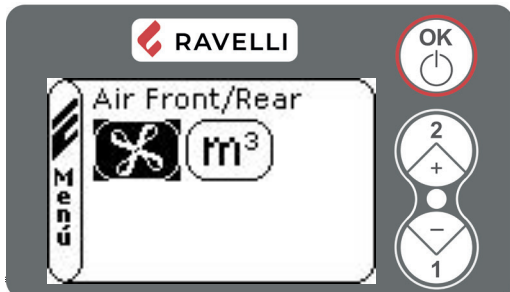 RAVELLI
OK
Air Front/Rear
m³
Menú
2
+
−
1